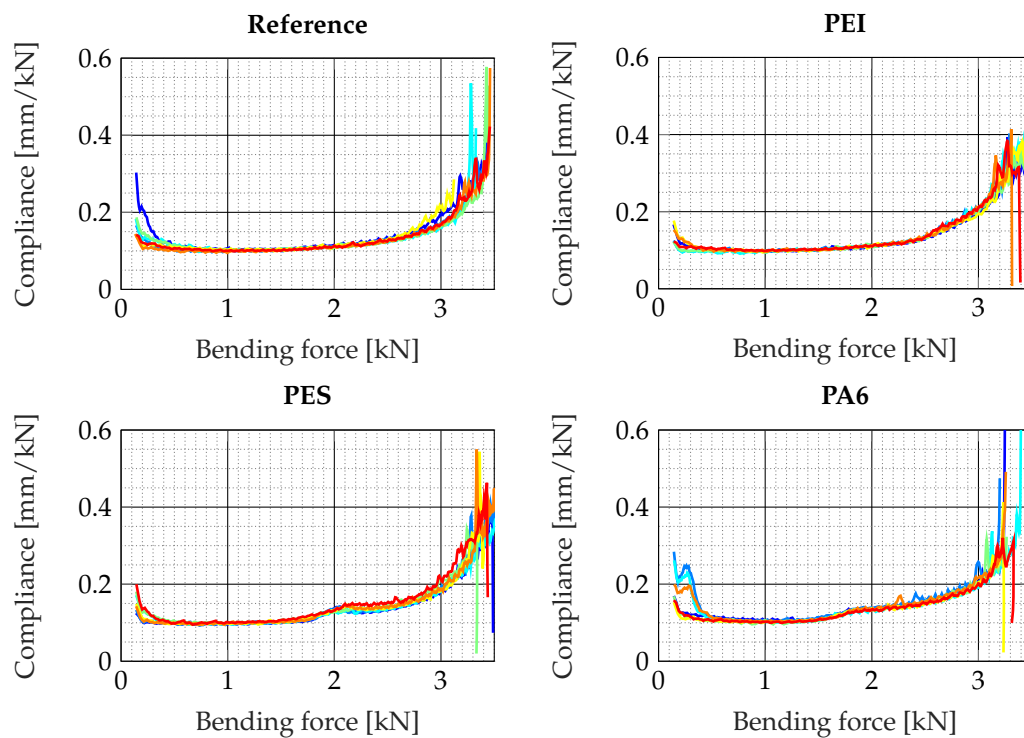 Reference
Compliance [mm/kN]
0.6
0.4
0.2
0
0 1 2 3
Bending force [kN]
PEI
Compliance [mm/kN]
0.6
0.4
0.2
0
0 1 2 3
Bending force [kN]
PES
Compliance [mm/kN]
0.6
0.4
0.2
0
0 1 2 3
Bending force [kN]
PA6
Compliance [mm/kN]
0.6
0.4
0.2
0
0 1 2 3
Bending force [kN]